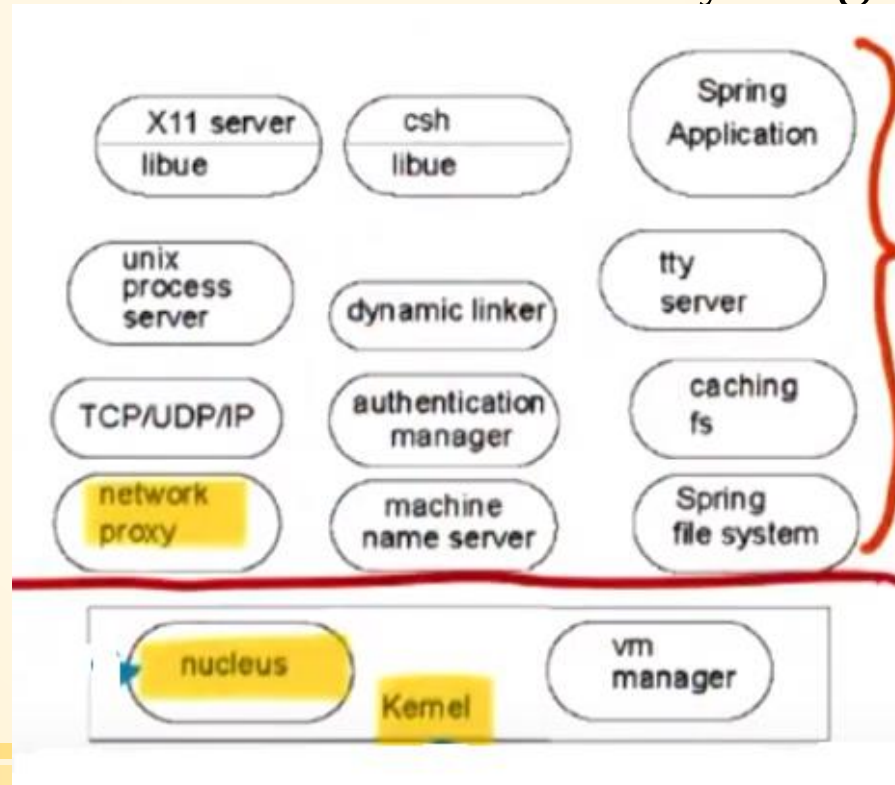 X11 server
libue
csh
libue
Spring
Application
unix
process
server
dynamic linker
tty
server
TCP/UDP/IP
authentication
manager
caching
fs
network
proxy
machine
name server
Spring
file system
nucleus
Kernel
vm
manager